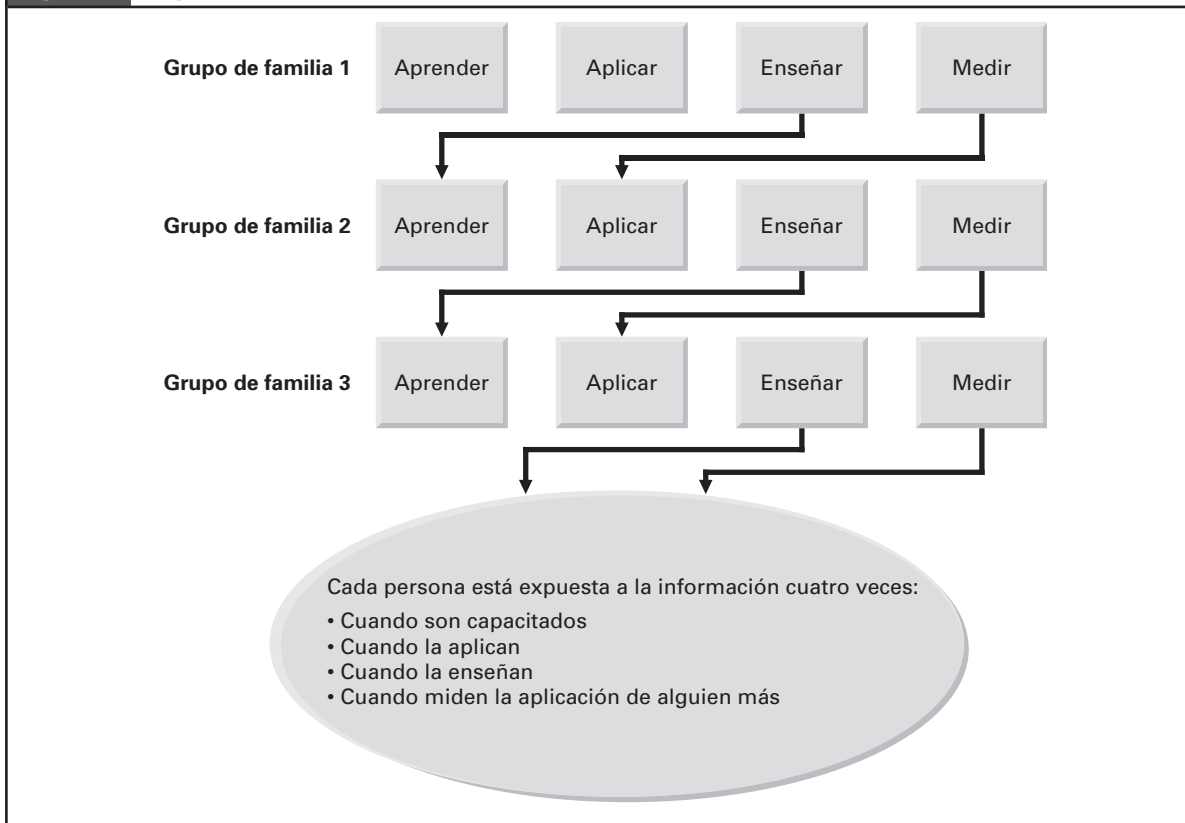 Grupo de familia 1 Aprender Aplicar Enseñar Medir
Grupo de familia 2 Aprender Aplicar Enseñar Medir
Grupo de familia 3 Aprender Aplicar Enseñar Medir
Cada persona está expuesta a la información cuatro veces:
• Cuando son capacitados
• Cuando la aplican
• Cuando la enseñan
• Cuando miden la aplicación de alguien más